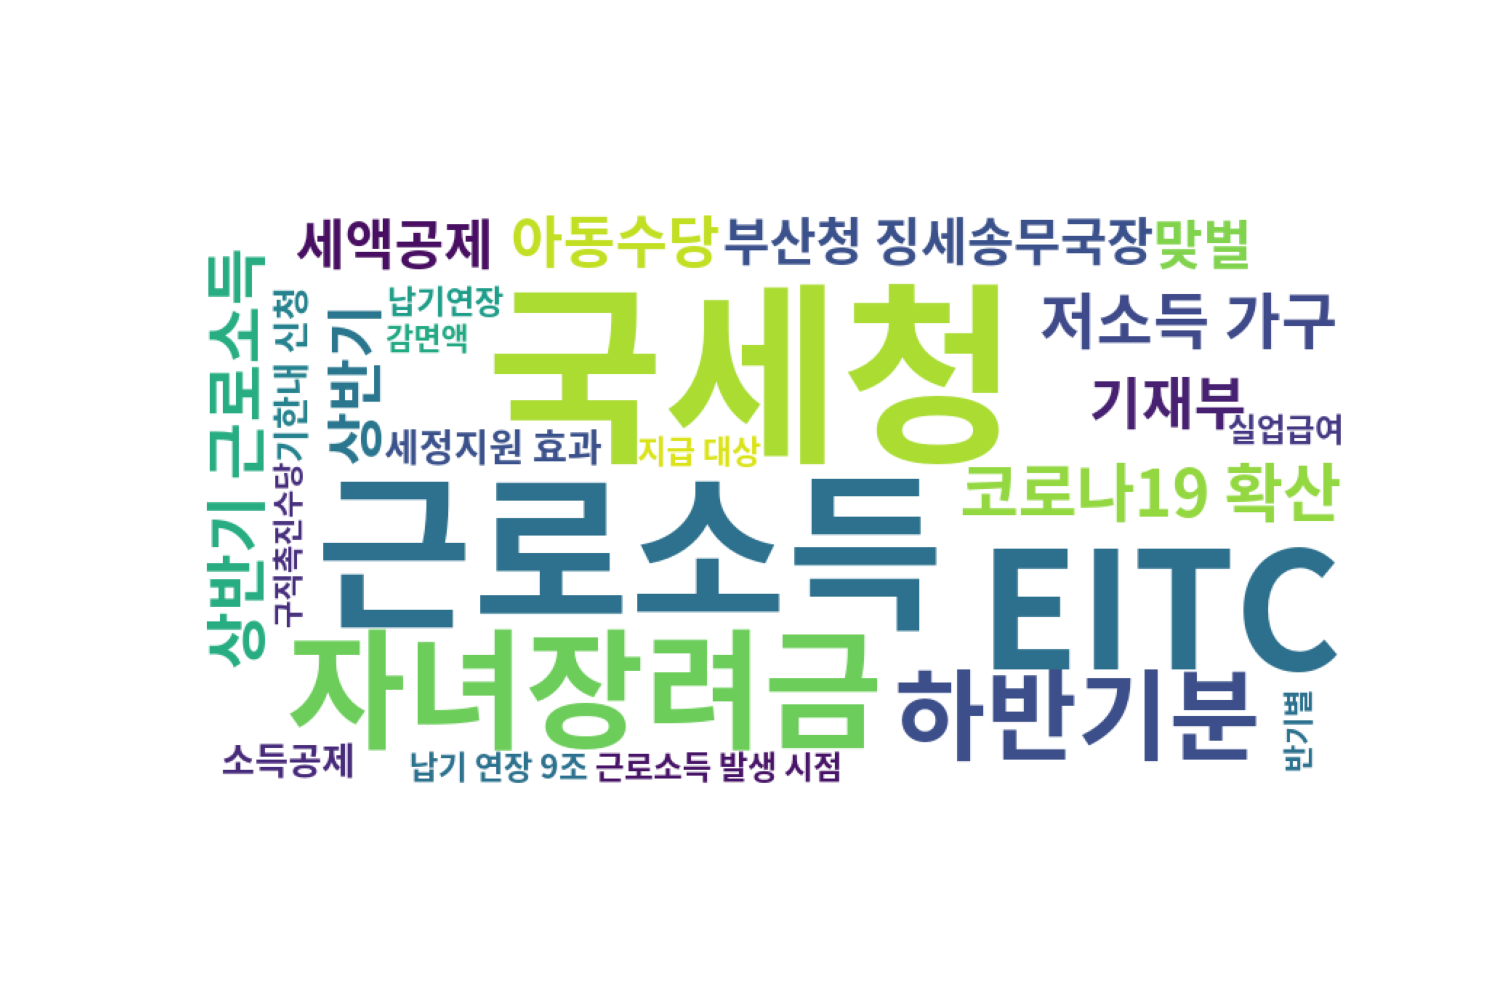 세액공제 아동수당 부산청 징세송무국장 맞벌
상반기 근로소득
기한내 신청
구직촉진수당
상반기
납기연장
감면액
국세청
저소득 가구
기재부
실업급여
세정지원 효과
지급 대상
코로나19 확산
근로소득
EITC
자녀장려금
하반기분
반기별
소득공제
납기 연장 9조
근로소득 발생 시점